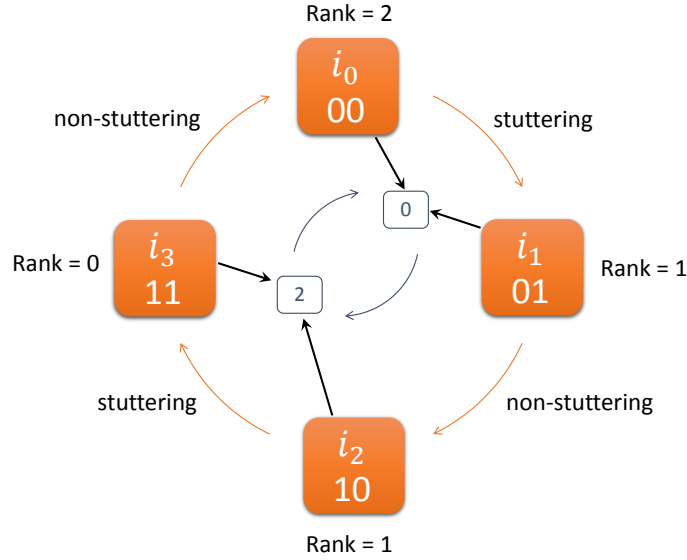 Rank = 2
i0
00
non-stuttering
stuttering
0
i3
11
Rank = 0
i1
01
Rank = 1
2
stuttering
non-stuttering
i2
10
Rank = 1